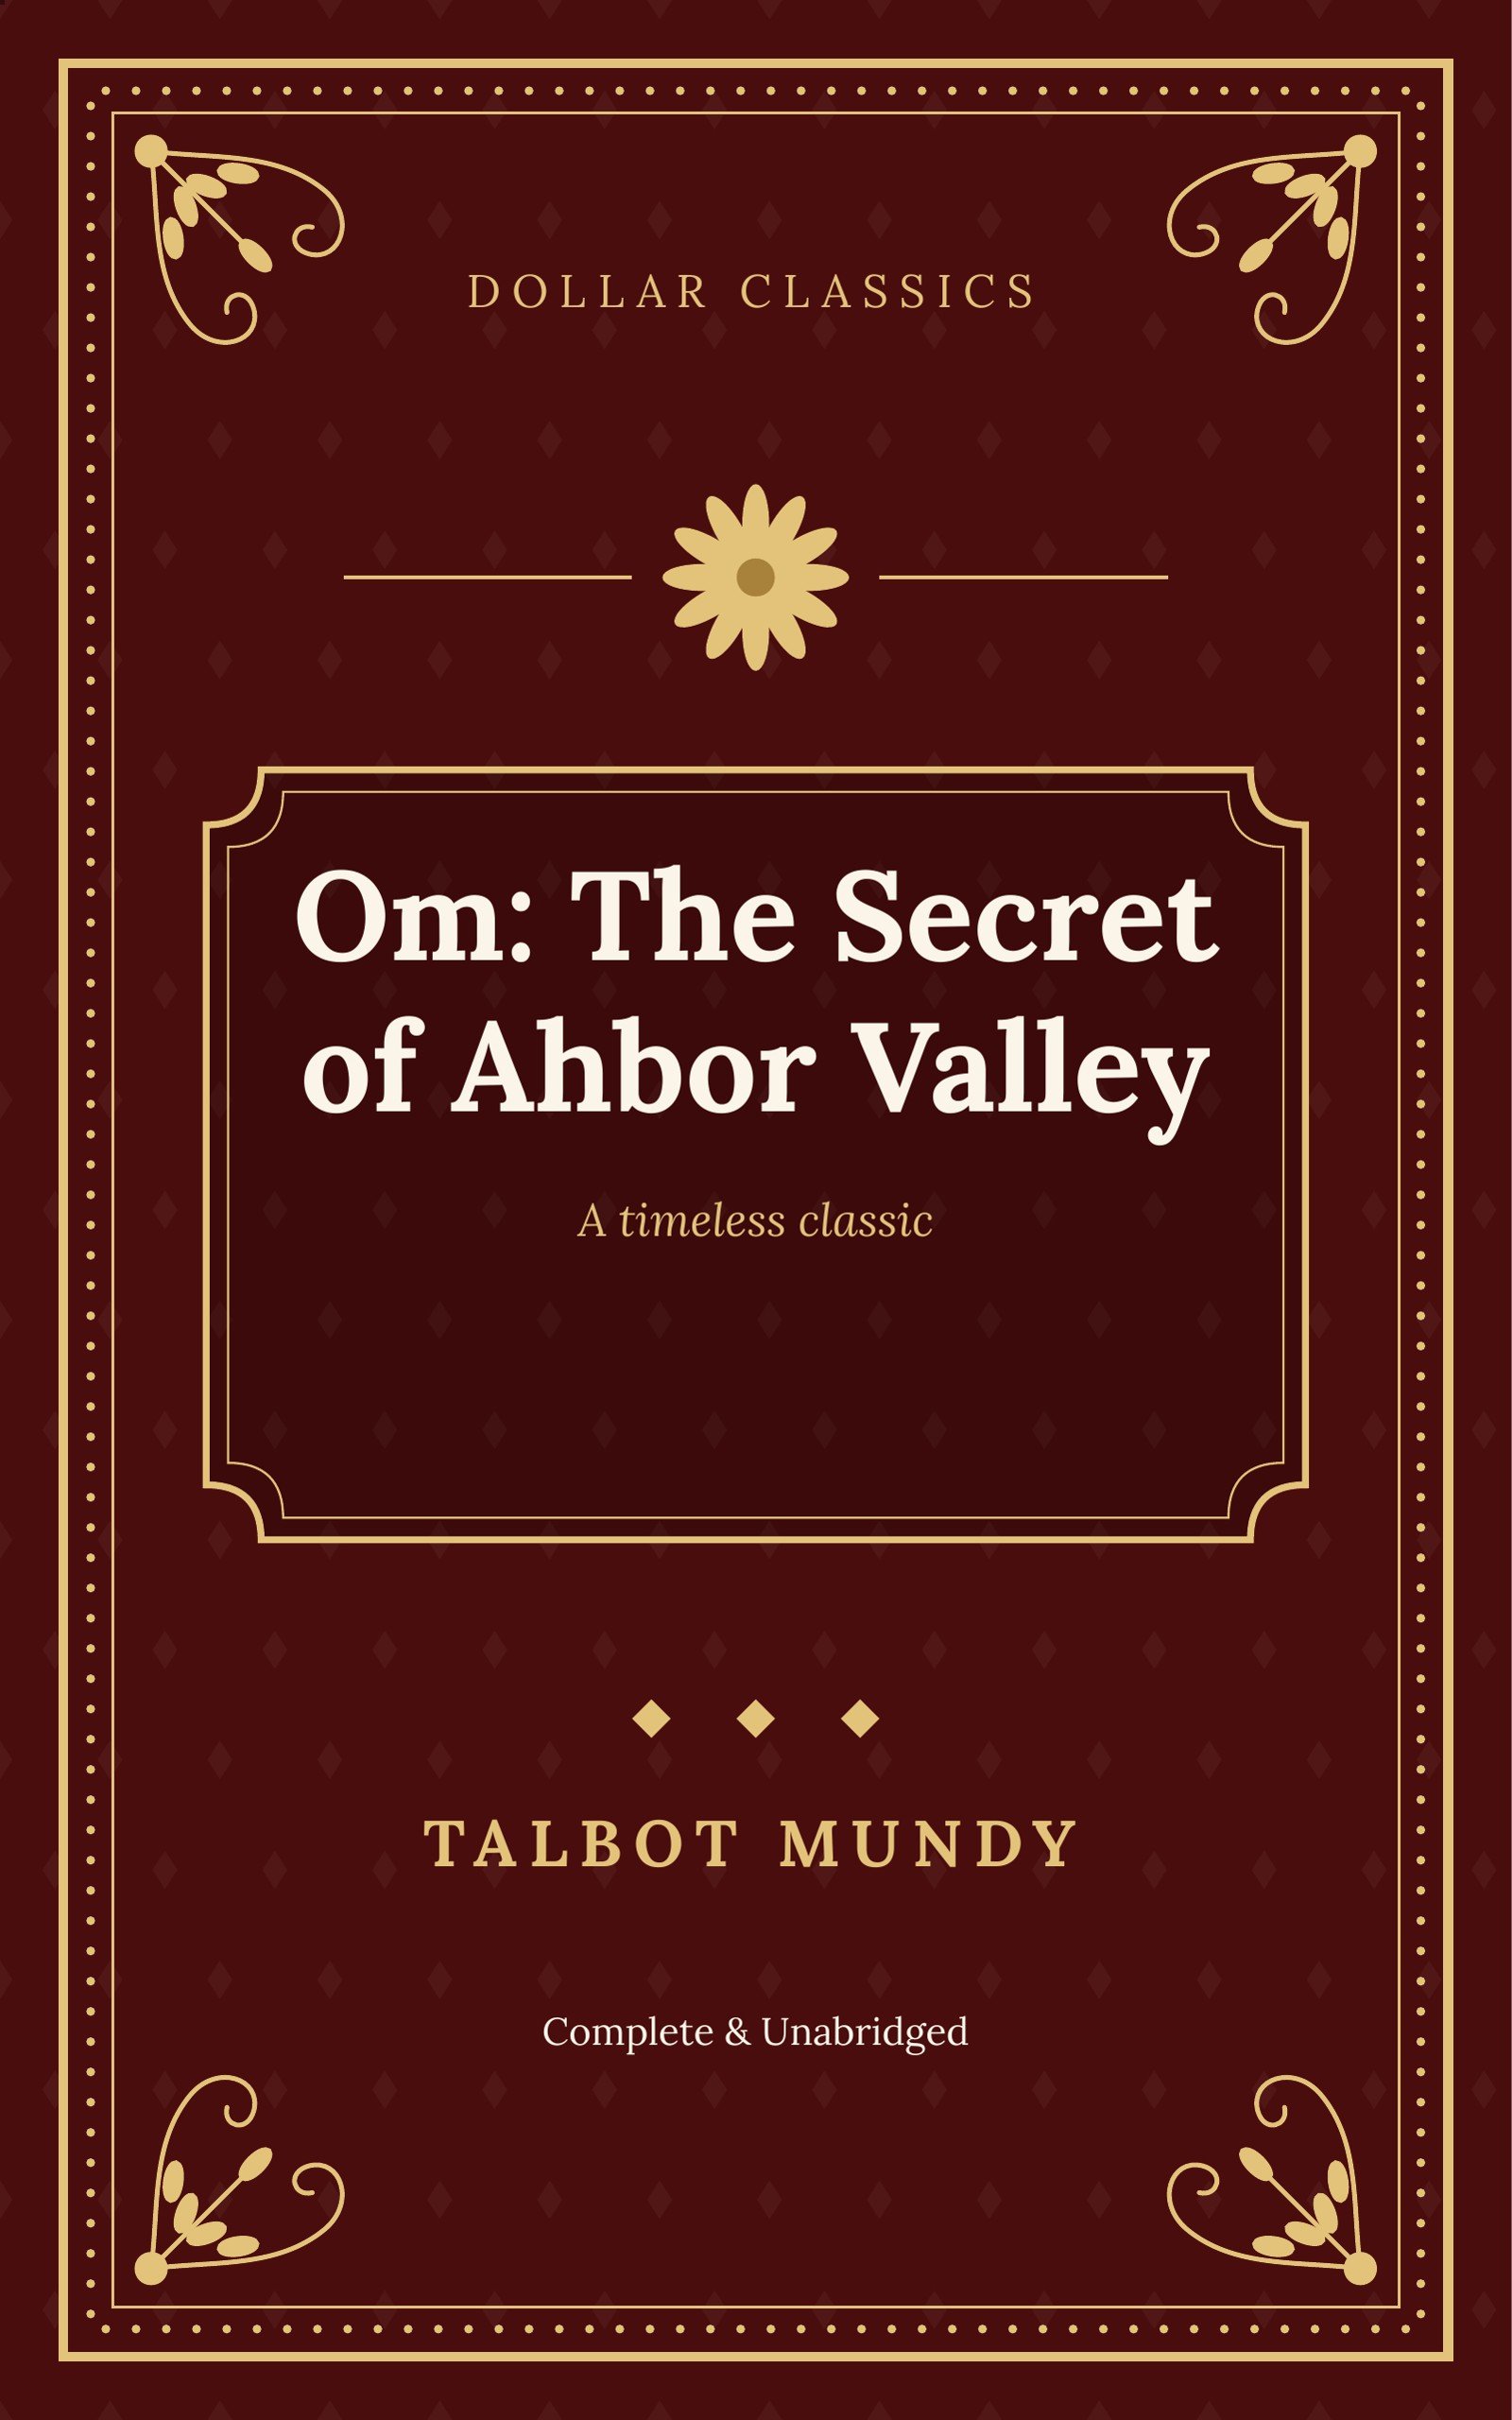 DOLLAR CLASSICS
Om: The Secret
of Ahbor Valley
A timeless classic
TALBOT MUNDY
Complete & Unabridged